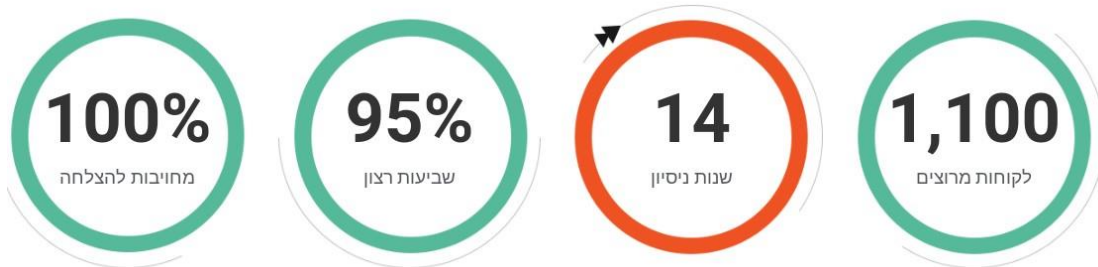 1,100
לקוחות מרוצים
14
שנות ניסיון
95%
שביעות רצון
100%
מחויבות להצלחה